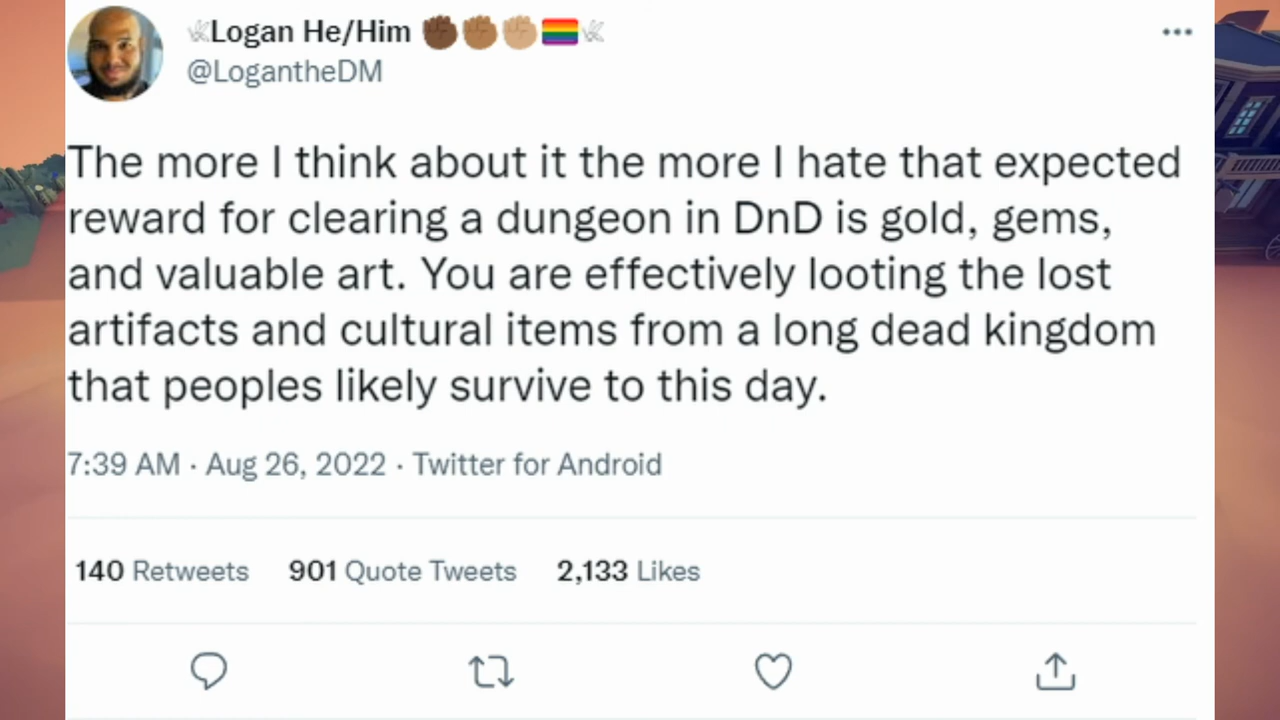 Logan He/Him
@LogantheDM
The more I think about it the more I hate that expected
reward for clearing a dungeon in DnD is gold, gems,
and valuable art. You are effectively looting the lost
artifacts and cultural items from a long dead kingdom
that peoples likely survive to this day.
7:39 AM · Aug 26, 2022 · Twitter for Android
140 Retweets 901 Quote Tweets 2,133 Likes